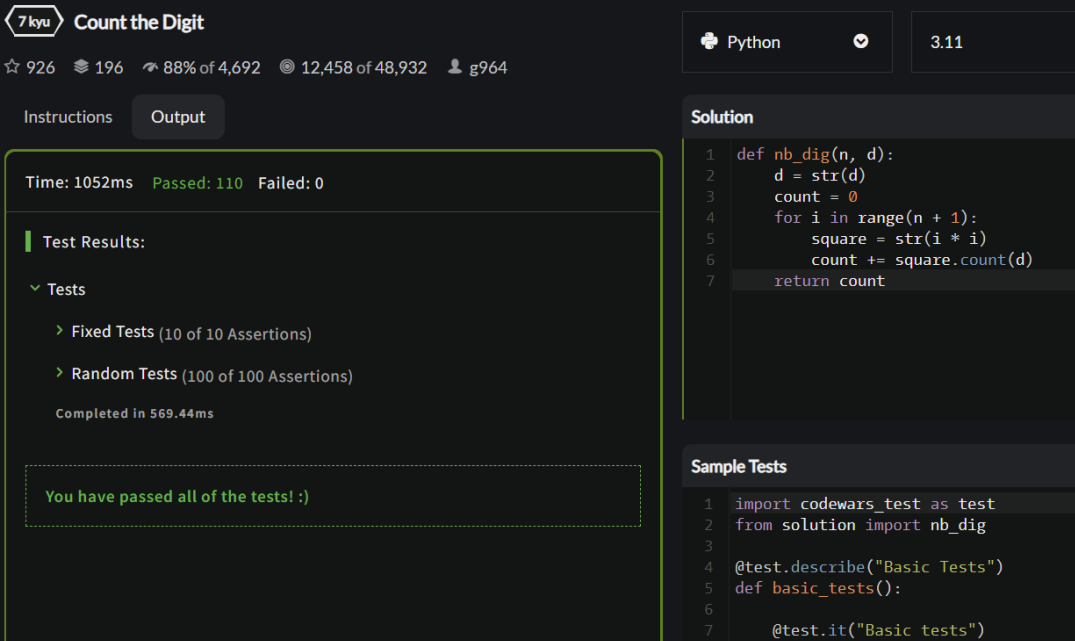 7 kyu Count the Digit
926 196 88% of 4,692 12,458 of 48,932 g964
Instructions Output
Time: 1052ms Passed: 110 Failed: 0
Test Results:
Tests
Fixed Tests (10 of 10 Assertions)
Random Tests (100 of 100 Assertions)
Completed in 569.44ms
You have passed all of the tests! :)
Python 3.11
Solution
1 def nb_dig(n, d):
2     d = str(d)
3     count = 0
4     for i in range(n + 1):
5         square = str(i * i)
6         count += square.count(d)
7     return count
Sample Tests
1 import codewars_test as test
2 from solution import nb_dig
3
4 @test.describe("Basic Tests")
5 def basic_tests():
6
7     @test.it("Basic tests")